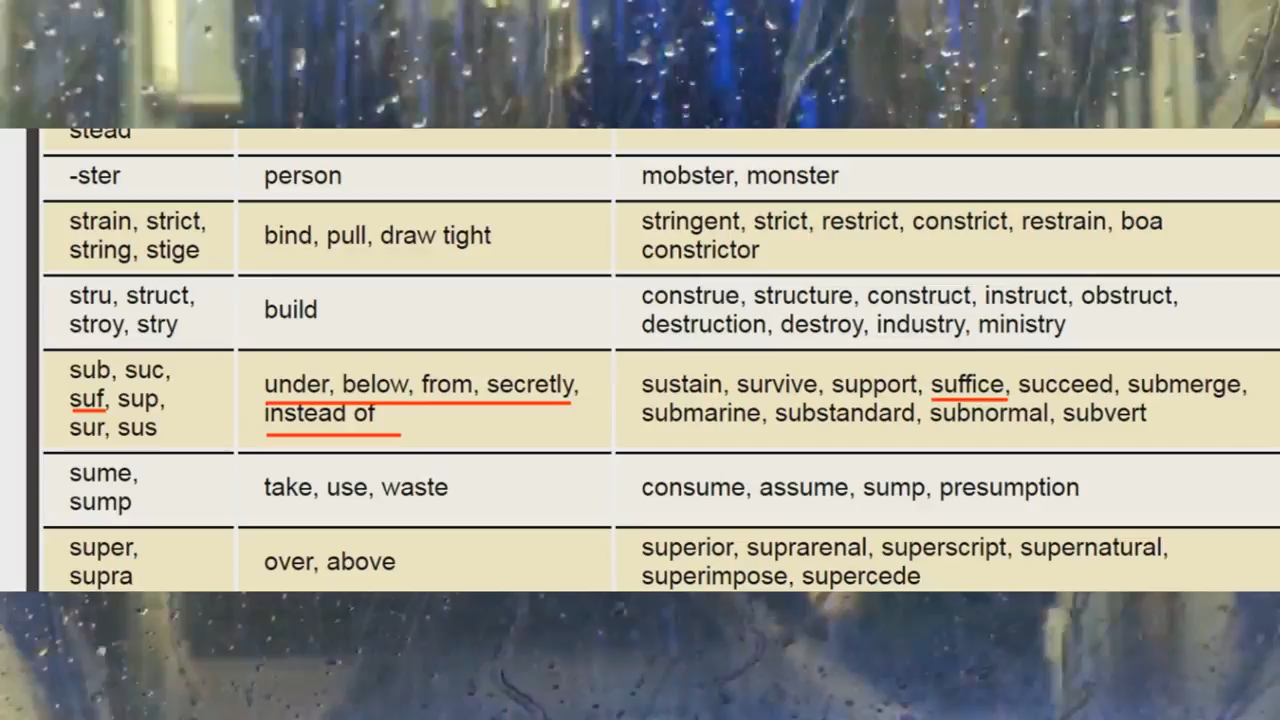 stead
-ster person mobster, monster
strain, strict,
string, stige
bind, pull, draw tight
stringent, strict, restrict, constrict, restrain, boa
constrictor
stru, struct,
stroy, stry
build
construe, structure, construct, instruct, obstruct,
destruction, destroy, industry, ministry
sub, suc,
suf, sup,
sur, sus
under, below, from, secretly,
instead of
sustain, survive, support, suffice, succeed, submerge,
submarine, substandard, subnormal, subvert
sume,
sump
take, use, waste
consume, assume, sump, presumption
super,
supra
over, above
superior, suprarenal, superscript, supernatural,
superimpose, supercede